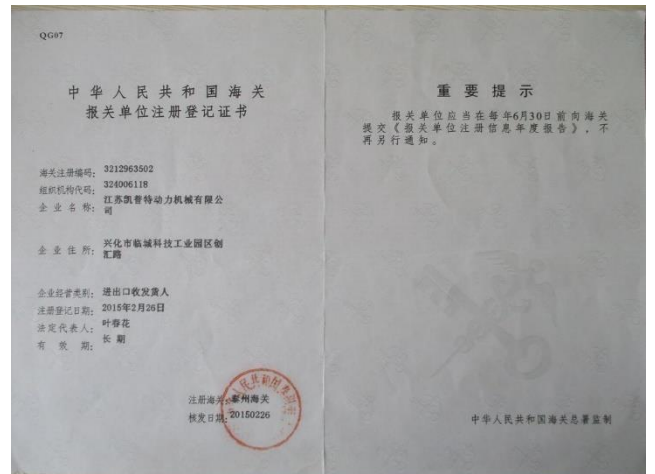 QG07
中华人民共和国海关
报关单位注册登记证书
海关注册编码：3212963502
组织机构代码：324006118
企业名称：江苏凯普特动力机械有限公
司
企业住所：兴化市临城科技工业园区创
汇路
企业经营类别：进出口收发货人
注册登记日期：2015年2月26日
法定代表人：叶春花
有效期：长期
注册海关：泰州海关
核发日期：20150226
重要提示
报关单位应当在每年6月30日前向海关
提交《报关单位注册信息年度报告》，不
再另行通知。
中华人民共和国海关总署监制